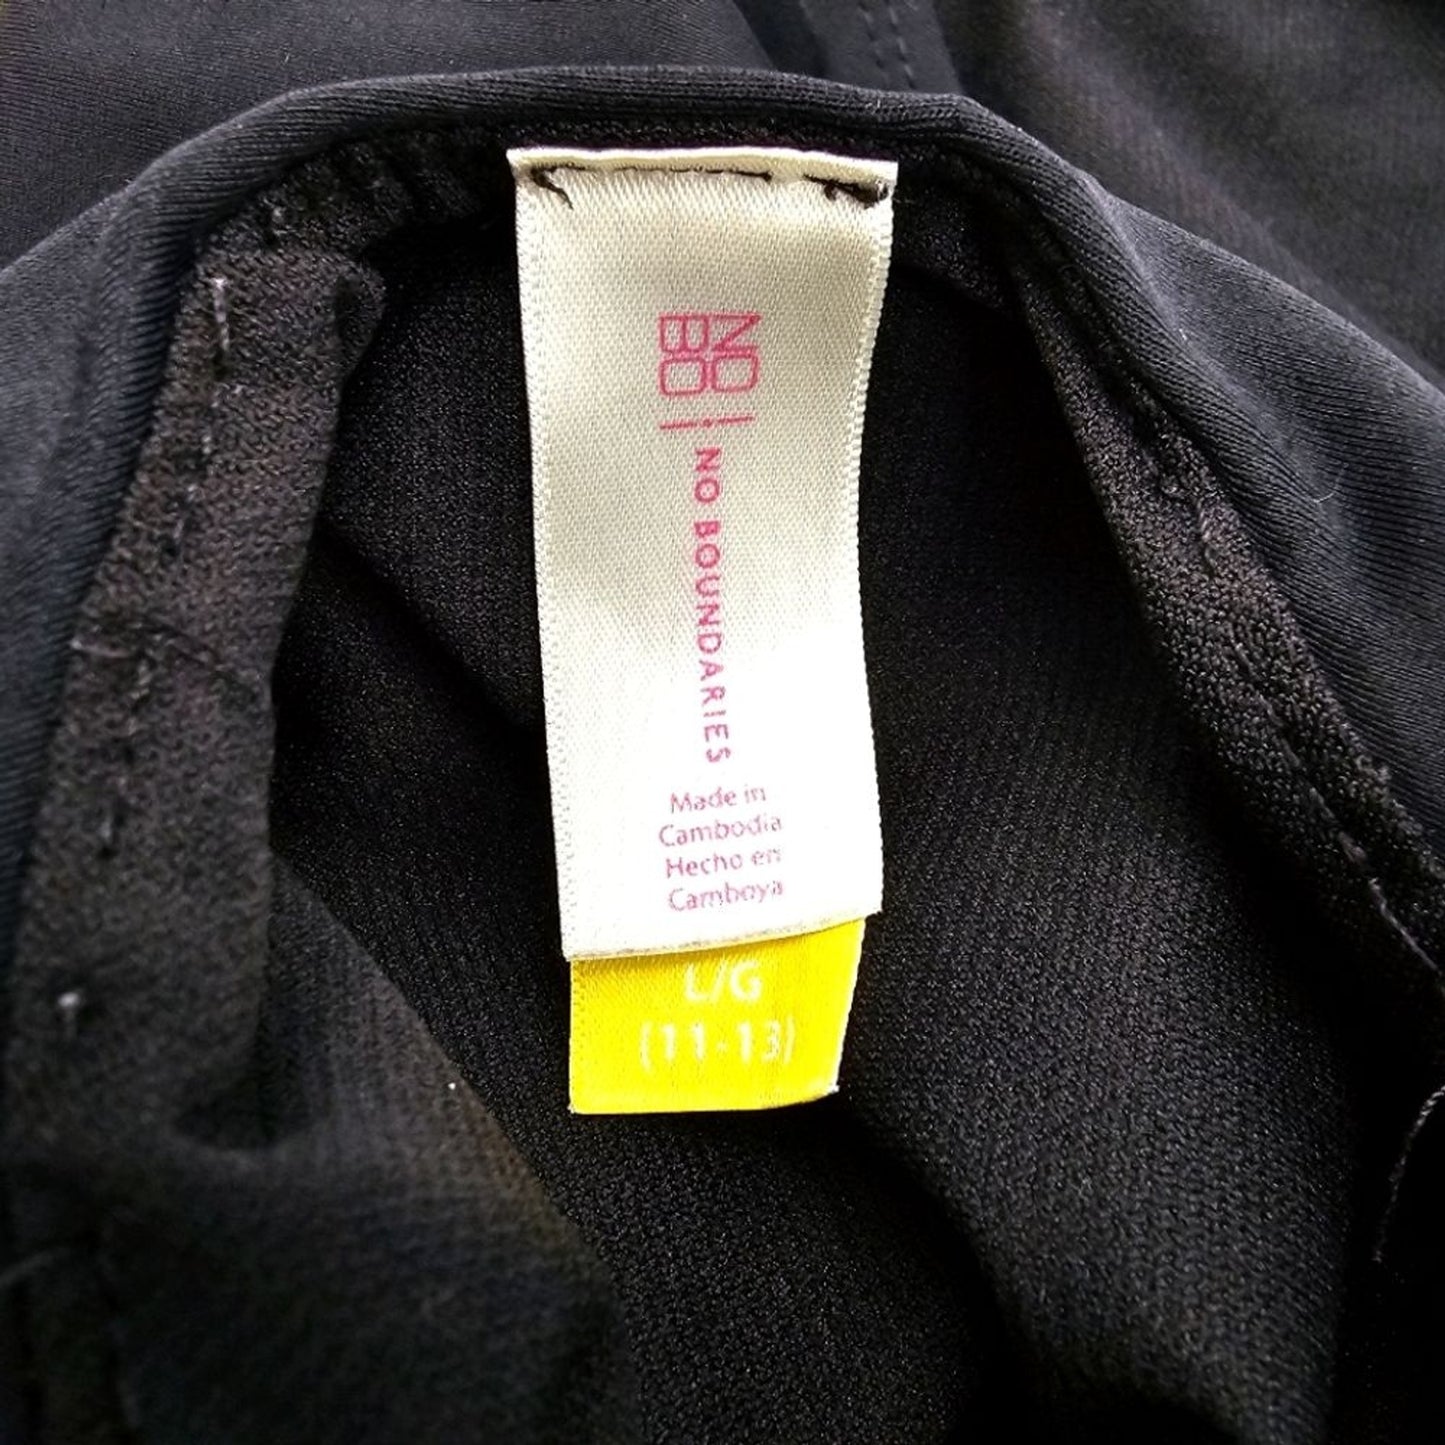 NO
BO
NO BOUNDARIES
Made in
Cambodia
Hecho en
Camboya
L/G
(11-13)